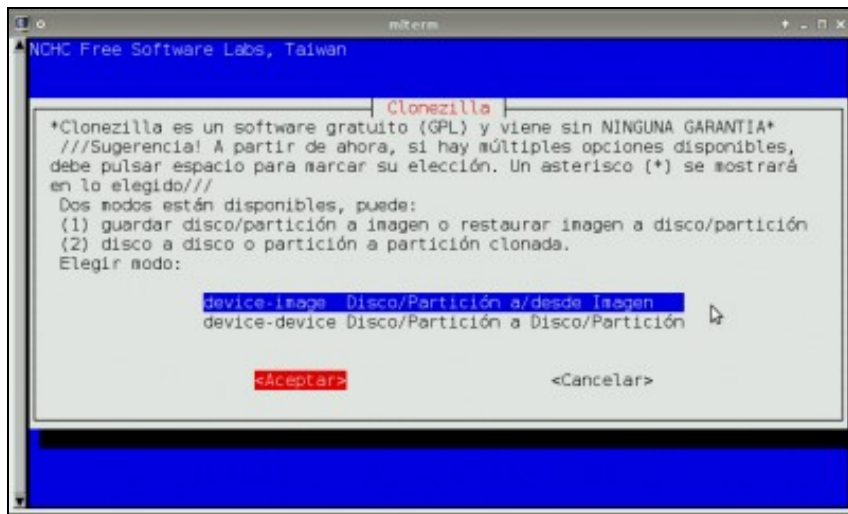 mlterm
NCHC Free Software Labs, Taiwan
Clonezilla
*Clonezilla es un software gratuito (GPL) y viene sin NINGUNA GARANTIA*
///Sugerencia! A partir de ahora, si hay múltiples opciones disponibles,
debe pulsar espacio para marcar su elección. Un asterisco (*) se mostrará
en lo elegido///
Dos modos están disponibles, puede:
(1) guardar disco/partición a imagen o restaurar imagen a disco/partición
(2) disco a disco o partición a partición clonada.
Elegir modo:
device-image Disco/Partición a/desde Imagen
device-device Disco/Partición a Disco/Partición
<Aceptar> <Cancelar>